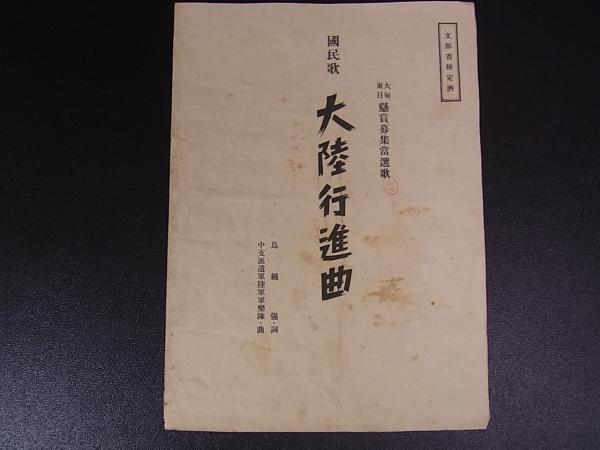 文部省検定濟
大毎
東日
懸賞募集當選歌
國民歌
大陸行進曲
鳥越强・詞
中支派遣軍陸軍軍樂隊・曲